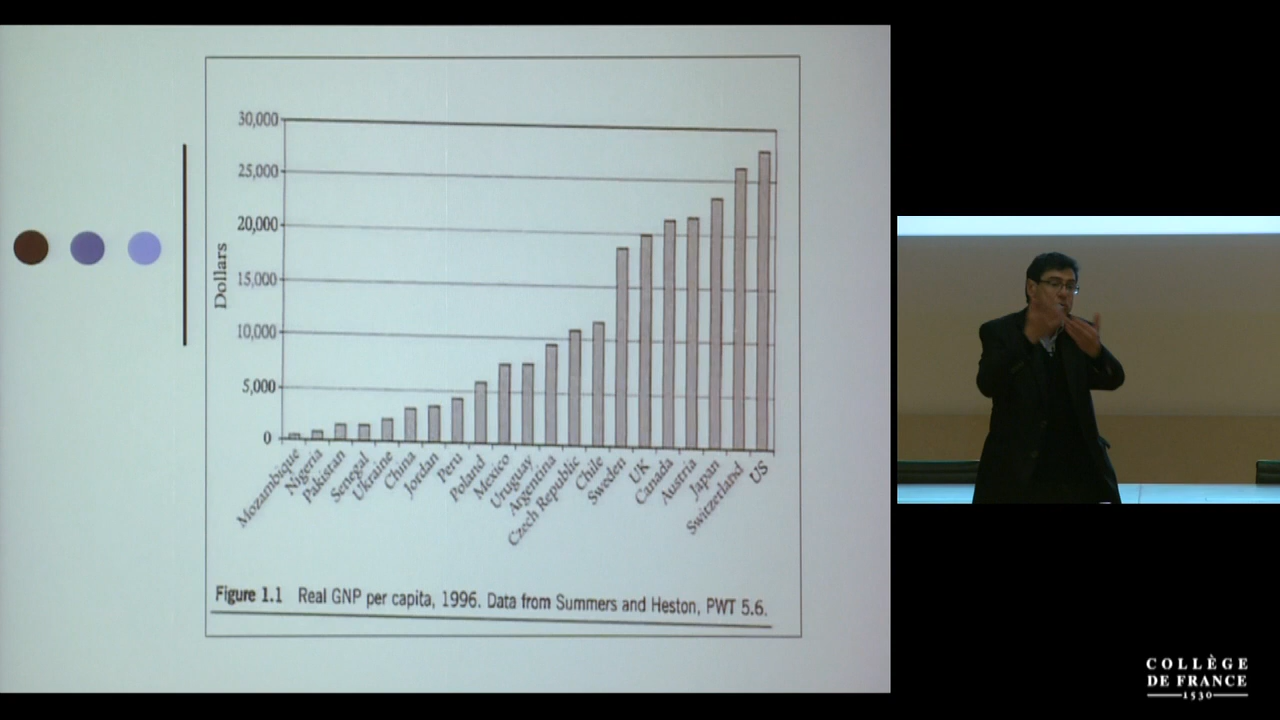 30,000
25,000
20,000
15,000
10,000
5,000
0
Dollars
Mozambique
Nigeria
Pakistan
Senegal
Ukraine
China
Jordan
Peru
Poland
Mexico
Uruguay
Argentina
Czech Republic
Chile
Sweden
UK
Canada
Austria
Japan
Switzerland
US
Figure 1.1 Real GNP per capita, 1996. Data from Summers and Heston, PWT 5.6.
COLLÈGE
DE FRANCE
1530